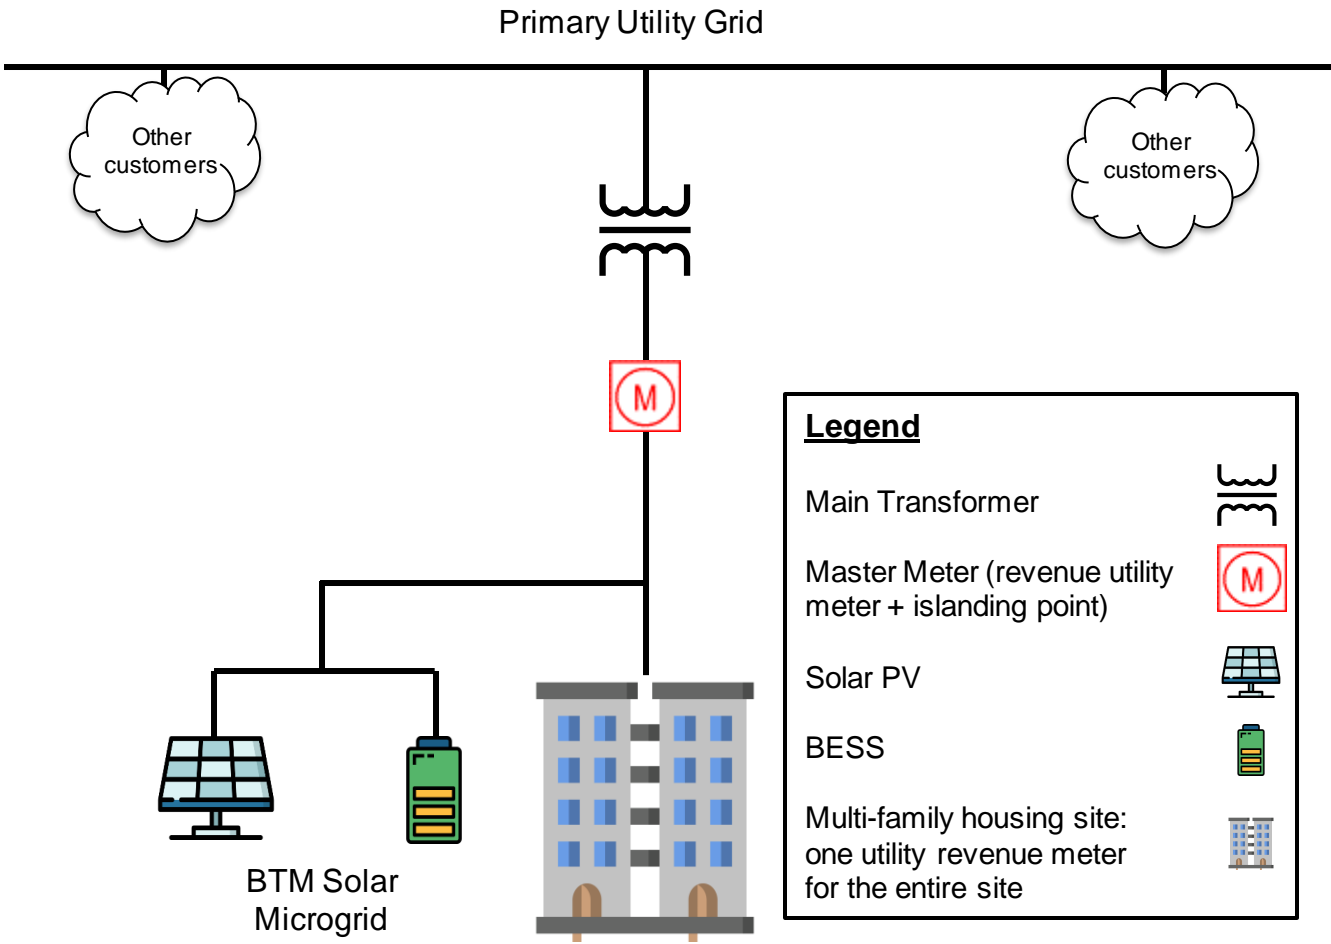 Primary Utility Grid
Other
customers
Other
customers
M
Legend
Main Transformer
Master Meter (revenue utility
meter + islanding point)
M
Solar PV
BESS
Multi-family housing site:
one utility revenue meter
for the entire site
BTM Solar
Microgrid